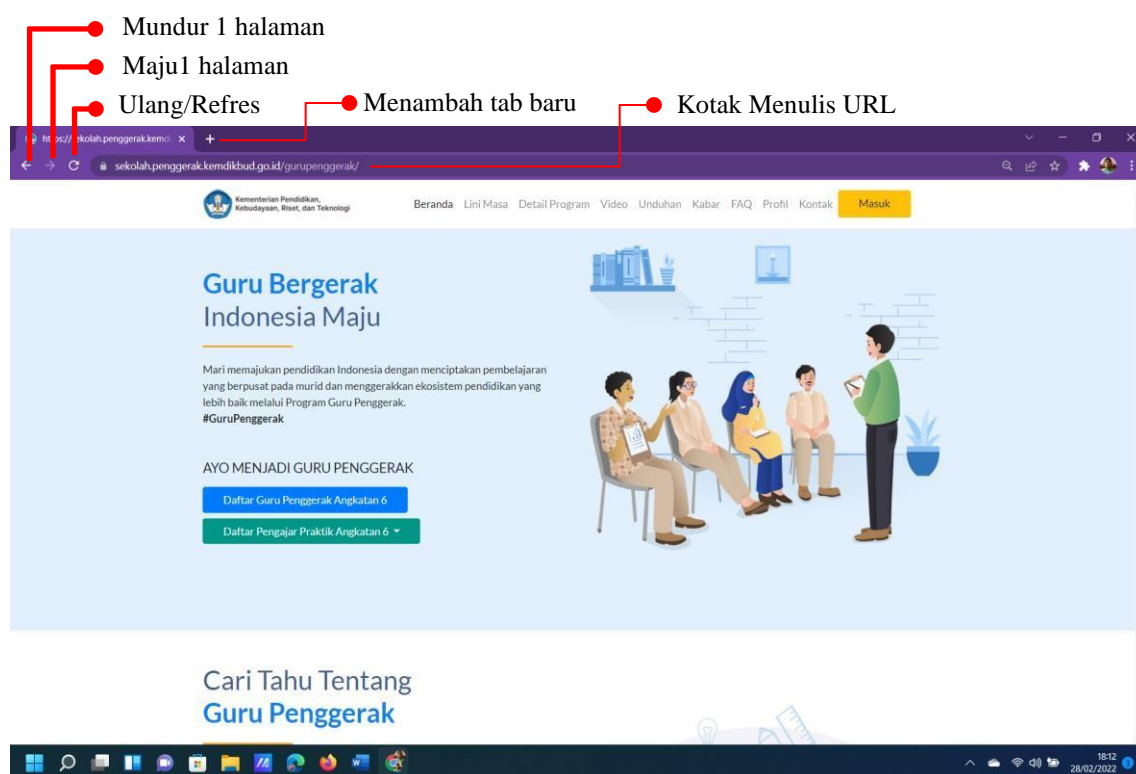 Mundur 1 halaman
Maju1 halaman
Ulang/Refres
Menambah tab baru
Kotak Menulis URL
sekolah.penggerak.kemdikbud.go.id/gurupenggerak/
Kementerian Pendidikan,
Kebudayaan, Riset, dan Teknologi
Beranda Lini Masa Detail Program Video Unduhan Kabar FAQ Profil Kontak Masuk
Guru Bergerak
Indonesia Maju
Mari memajukan pendidikan Indonesia dengan menciptakan pembelajaran
yang berpusat pada murid dan menggerakkan ekosistem pendidikan yang
lebih baik melalui Program Guru Penggerak.
#GuruPenggerak
AYO MENJADI GURU PENGGERAK
Daftar Guru Penggerak Angkatan 6
Daftar Pengajar Praktik Angkatan 6
Cari Tahu Tentang
Guru Penggerak
18:12
28/02/2022